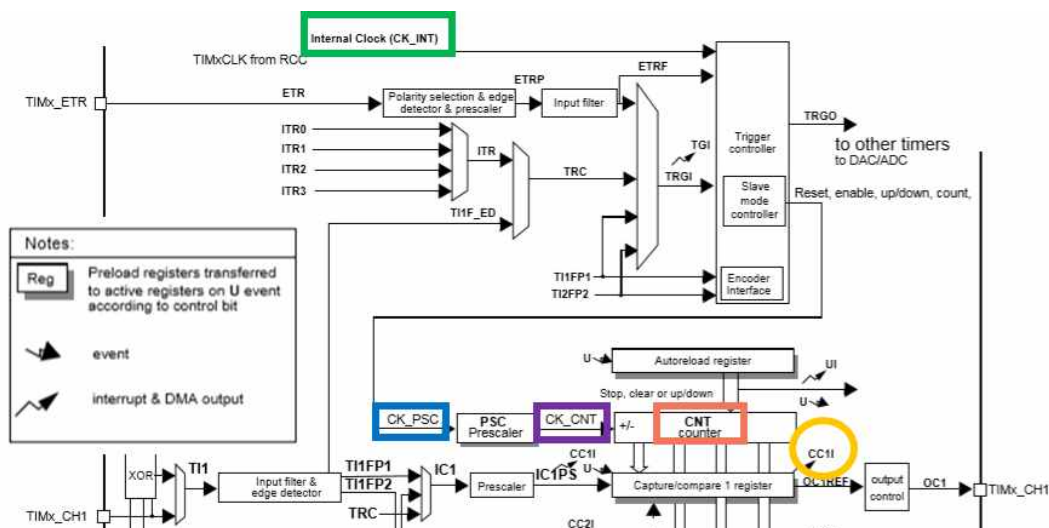 Internal Clock (CK_INT)
TIMxCLK from RCC
ETRF
ETRP
ETR
TIMx_ETR
Polarity selection & edge
detector & prescaler
Input filter
ITR0
ITR1
ITR2
ITR3
ITR
TRC
TI1F_ED
TGI
TRGI
Trigger
controller
TRGO
to other timers
to DAC/ADC
Slave
mode
controller
Reset, enable, up/down, count,
TI1FP1
TI2FP2
Encoder
Interface
Notes:
Reg
Preload registers transferred
to active registers on U event
according to control bit
event
interrupt & DMA output
U
Autoreload register
UI
Stop, clear or up/down
U
CK_PSC
PSC
Prescaler
CK_CNT
+/-
CNT
counter
CC1I
CC1I
U
XOR
TI1
Input filter &
edge detector
TI1FP1
TI1FP2
TRC
IC1
Prescaler
IC1PS
Capture/compare 1 register
OC1REF
output
control
OC1
TIMx_CH1
TIMx_CH1
CC2I